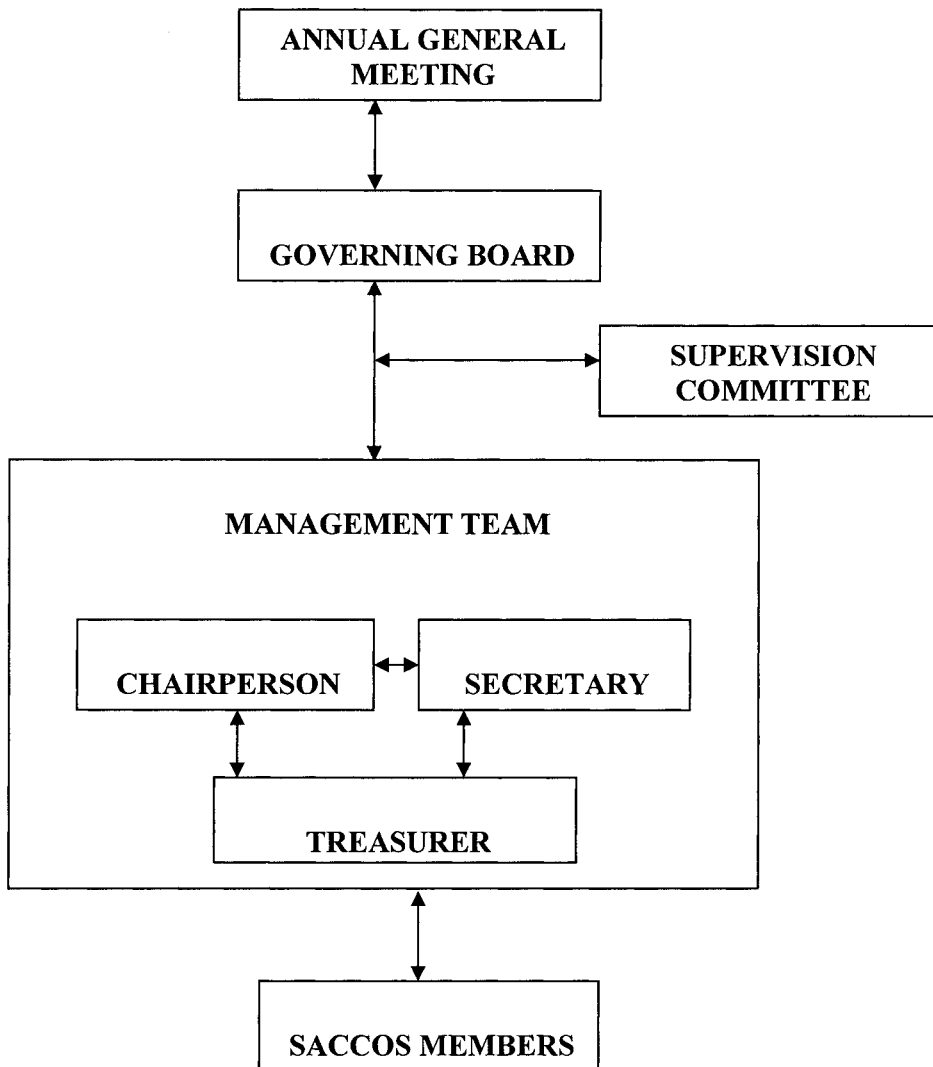 ANNUAL GENERAL
MEETING
GOVERNING BOARD
SUPERVISION
COMMITTEE
MANAGEMENT TEAM
CHAIRPERSON
SECRETARY
TREASURER
SACCOS MEMBERS